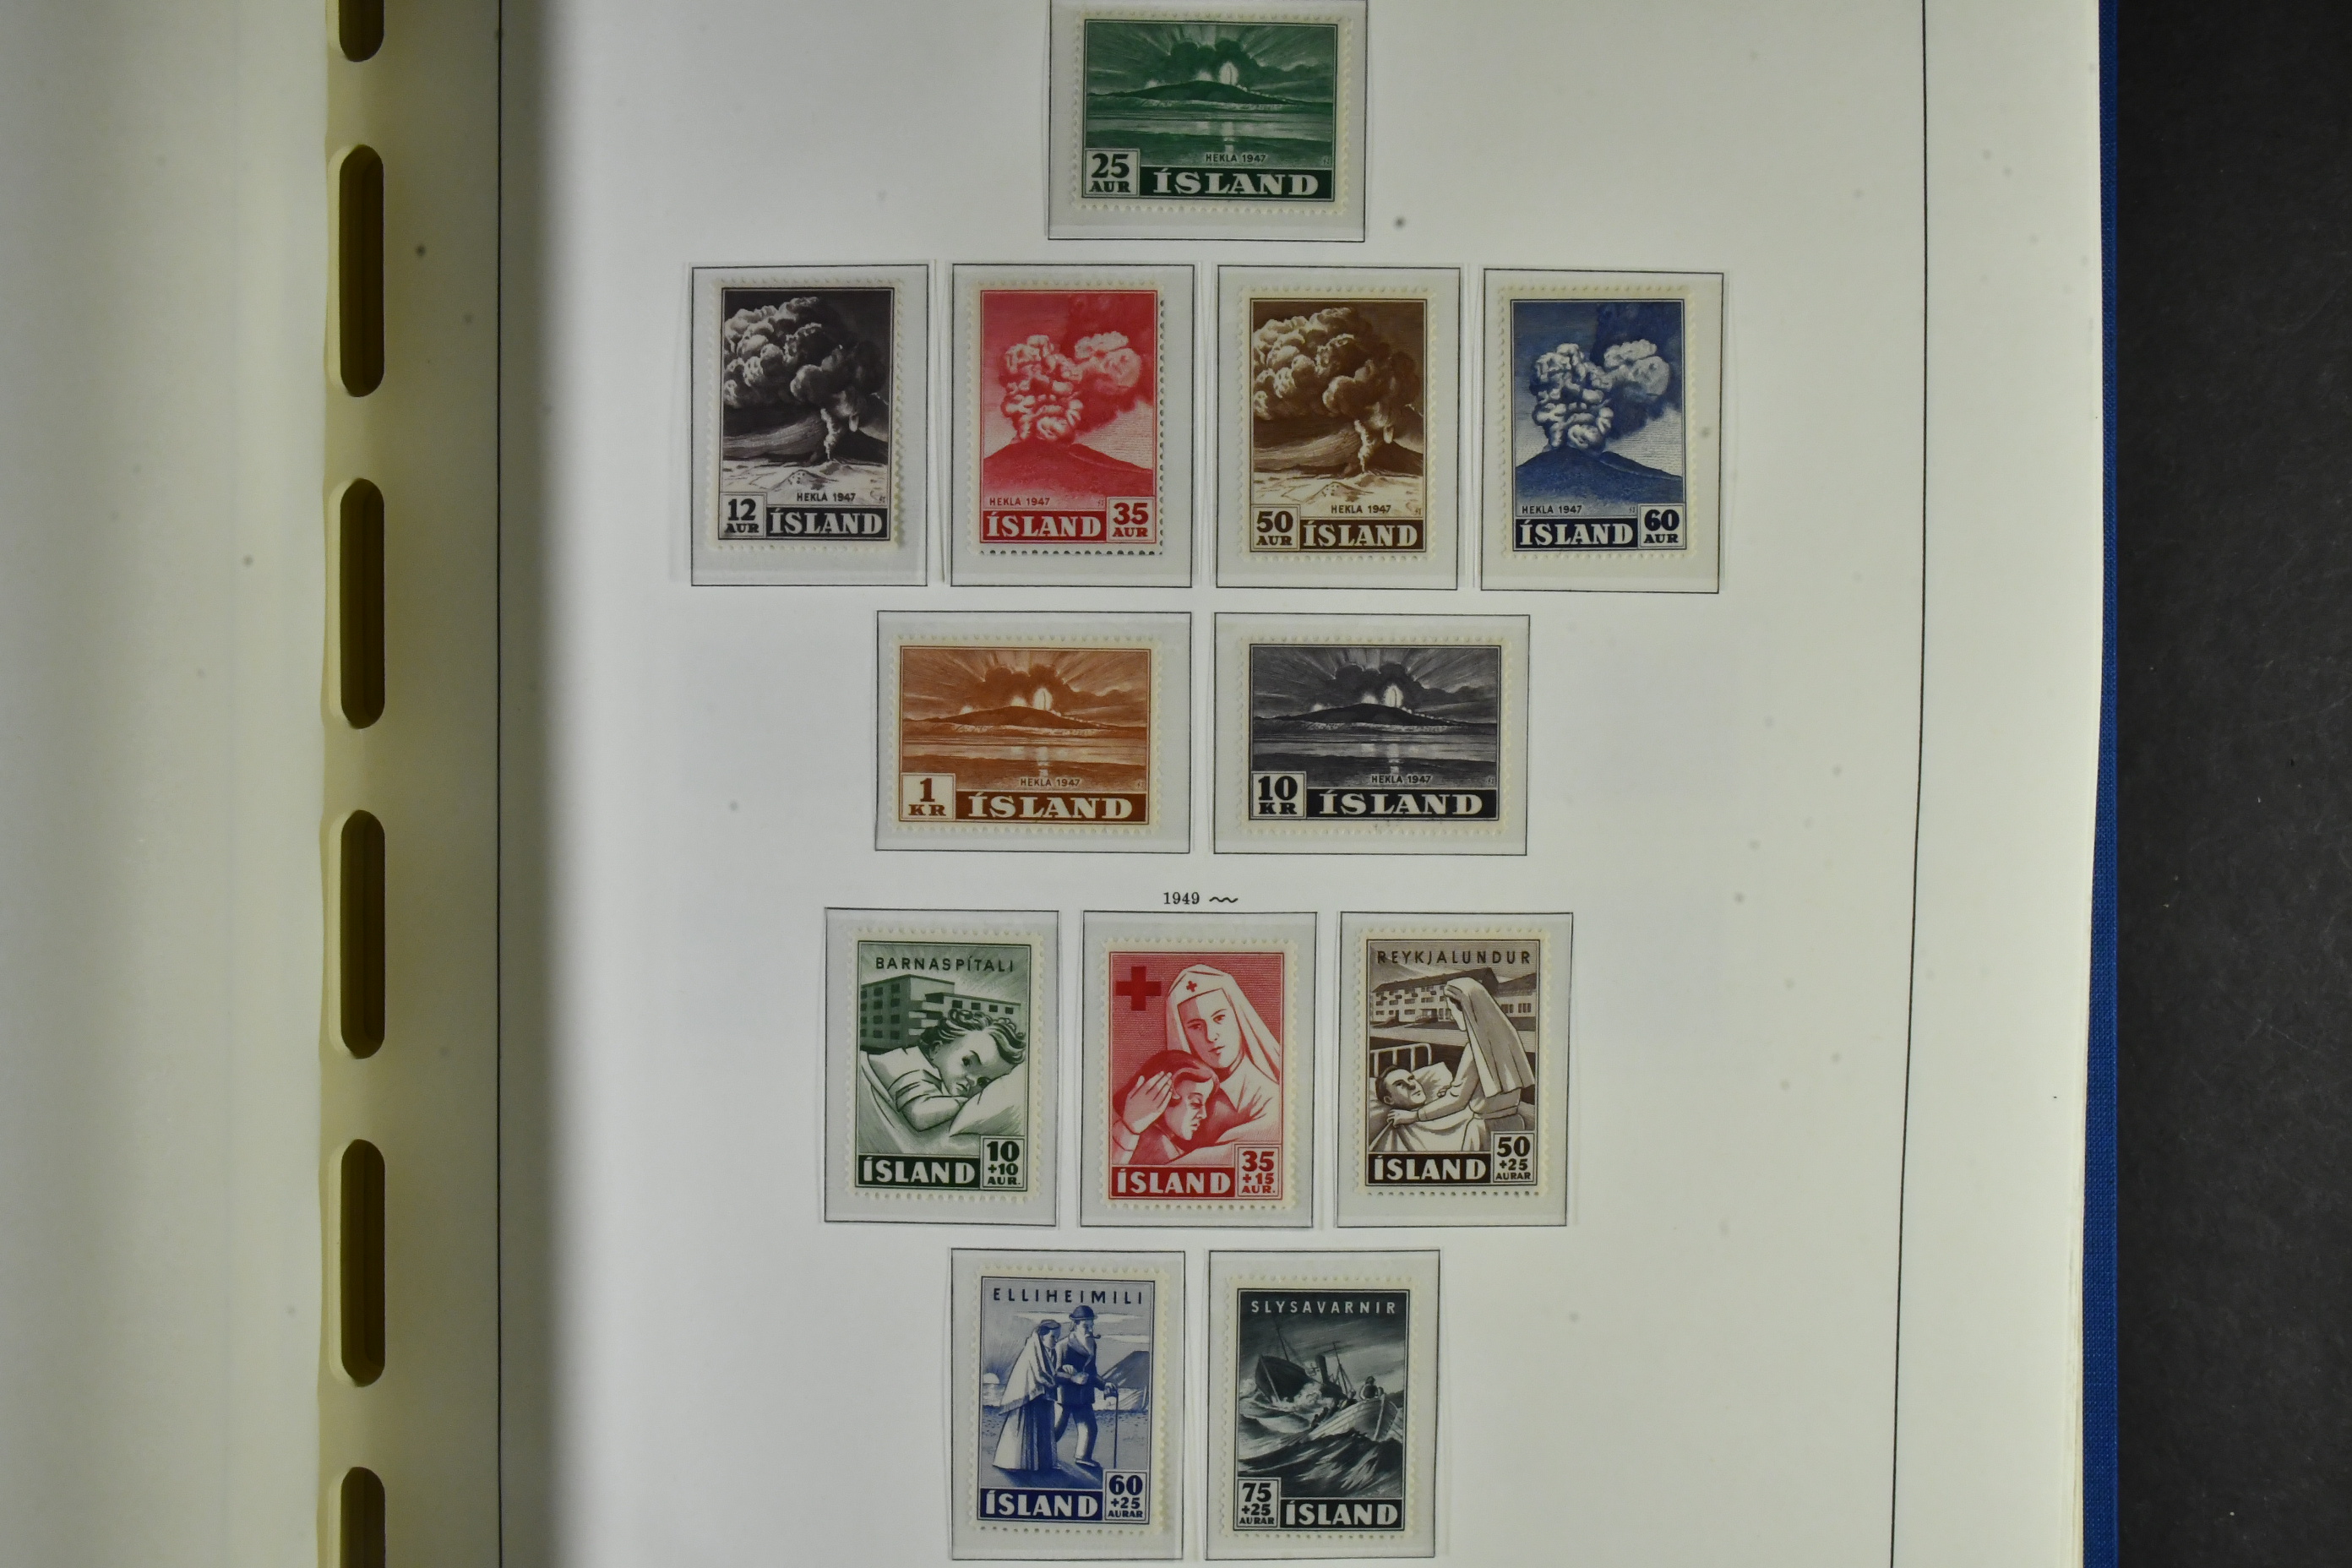 HEKLA 1947
25
AUR
ÍSLAND
HEKLA 1947
12
AUR
ÍSLAND
HEKLA 1947
ÍSLAND
35
AUR
HEKLA 1947
50
AUR
ÍSLAND
HEKLA 1947
ÍSLAND
60
AUR
HEKLA 1947
1
KR
ÍSLAND
HEKLA 1947
10
KR
ÍSLAND
1949
BARNASPÍTALI
ÍSLAND
10
+10
AUR.
ÍSLAND
35
+15
AUR.
REYKJALUNDUR
ÍSLAND
50
+25
AURAR
ELLIHEIMILI
ÍSLAND
60
+25
AURAR
SLYSAVARNIR
75
+25
AURAR
ÍSLAND